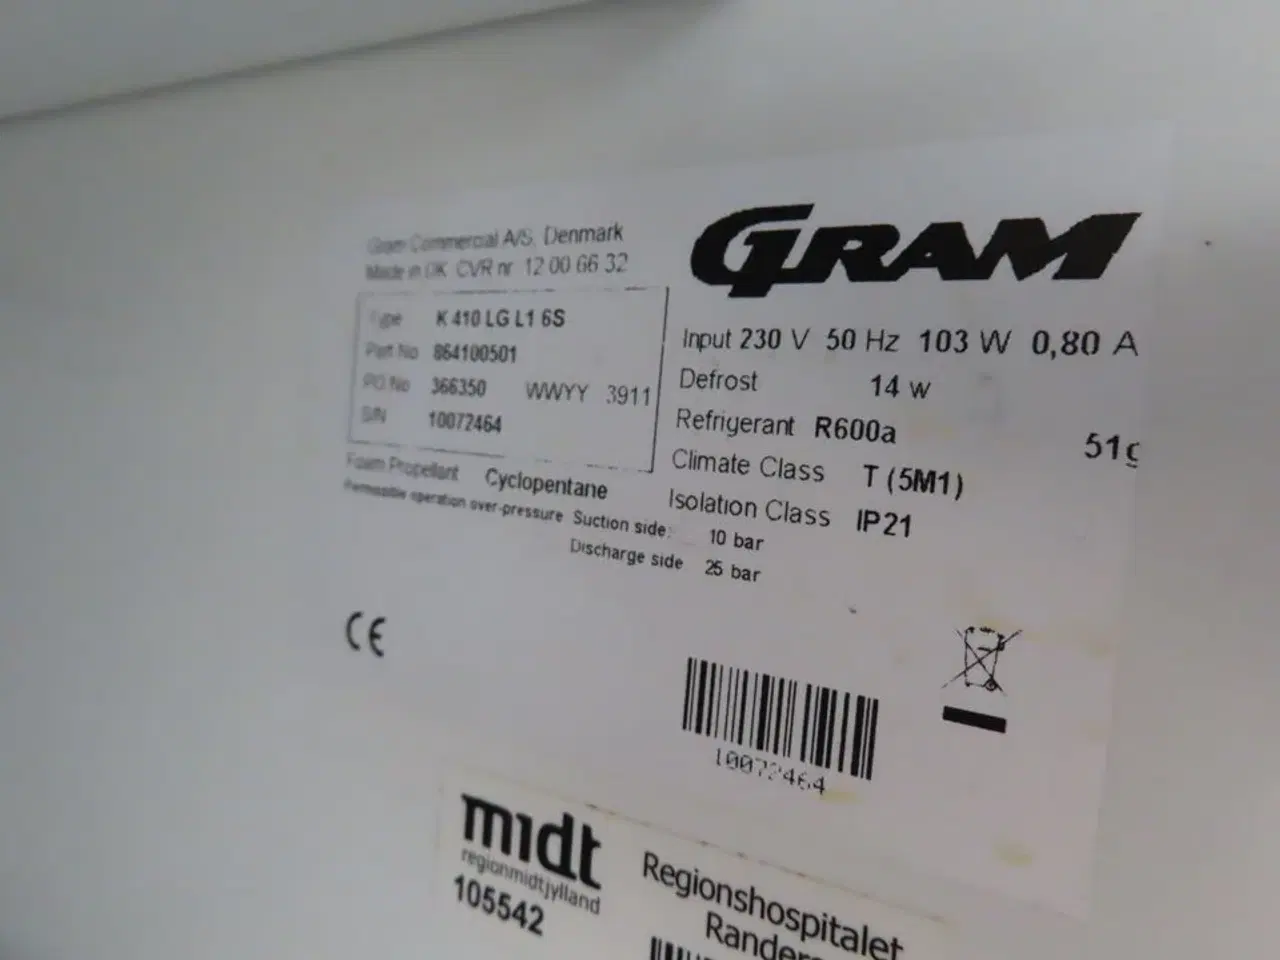 Gram Commercial A/S, Denmark
Made in DK CVR nr 12 00 66 32
GRAM
Type K 410 LG L1 6S
Part No 864100501
PO.No 366350 WWYY 3911
S/N 10072464
Input 230 V 50 Hz 103 W 0,80 A
Defrost 14 w
Refrigerant R600a 51g
Climate Class T (5M1)
Isolation Class IP21
Foam Propellant Cyclopentane
Permissible operation over-pressure Suction side: 10 bar
Discharge side 25 bar
CE
10072464
midt
regionmidtjylland
105542
Regionshospitalet
Randers